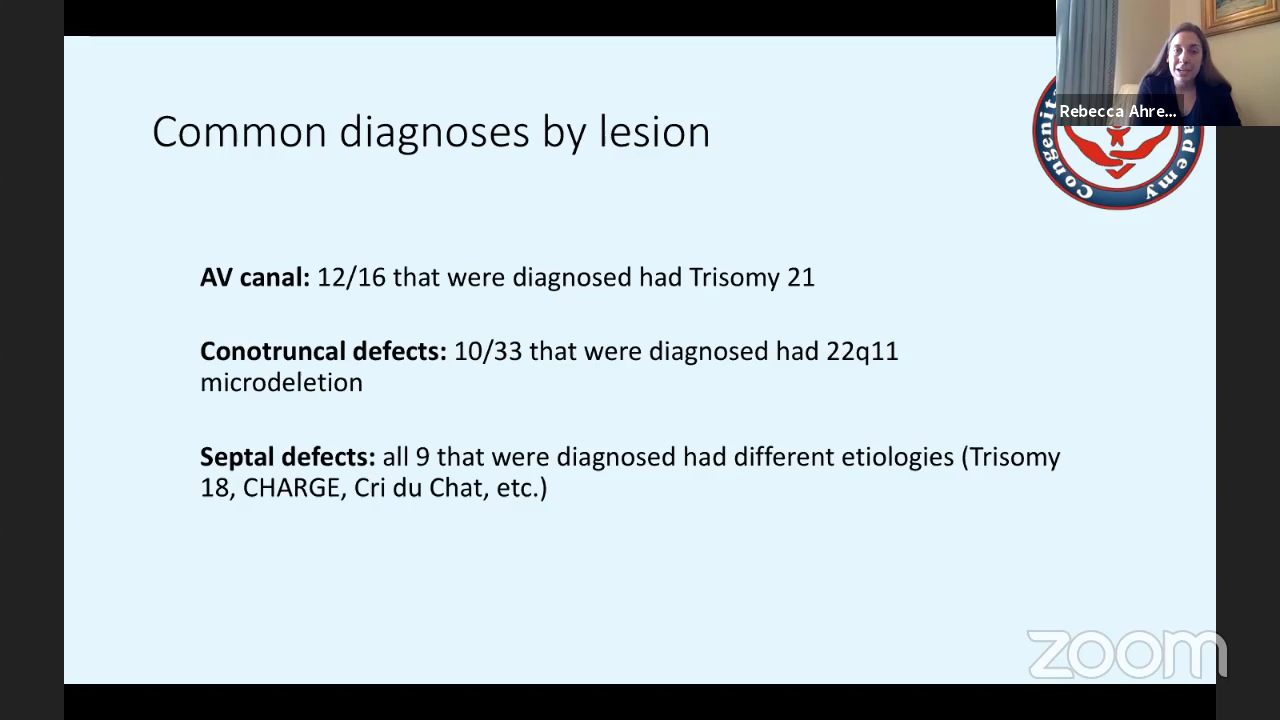 Common diagnoses by lesion
Rebecca Ahre...
Congenit
ademy
AV canal: 12/16 that were diagnosed had Trisomy 21
Conotruncal defects: 10/33 that were diagnosed had 22q11
microdeletion
Septal defects: all 9 that were diagnosed had different etiologies (Trisomy
18, CHARGE, Cri du Chat, etc.)
zoom